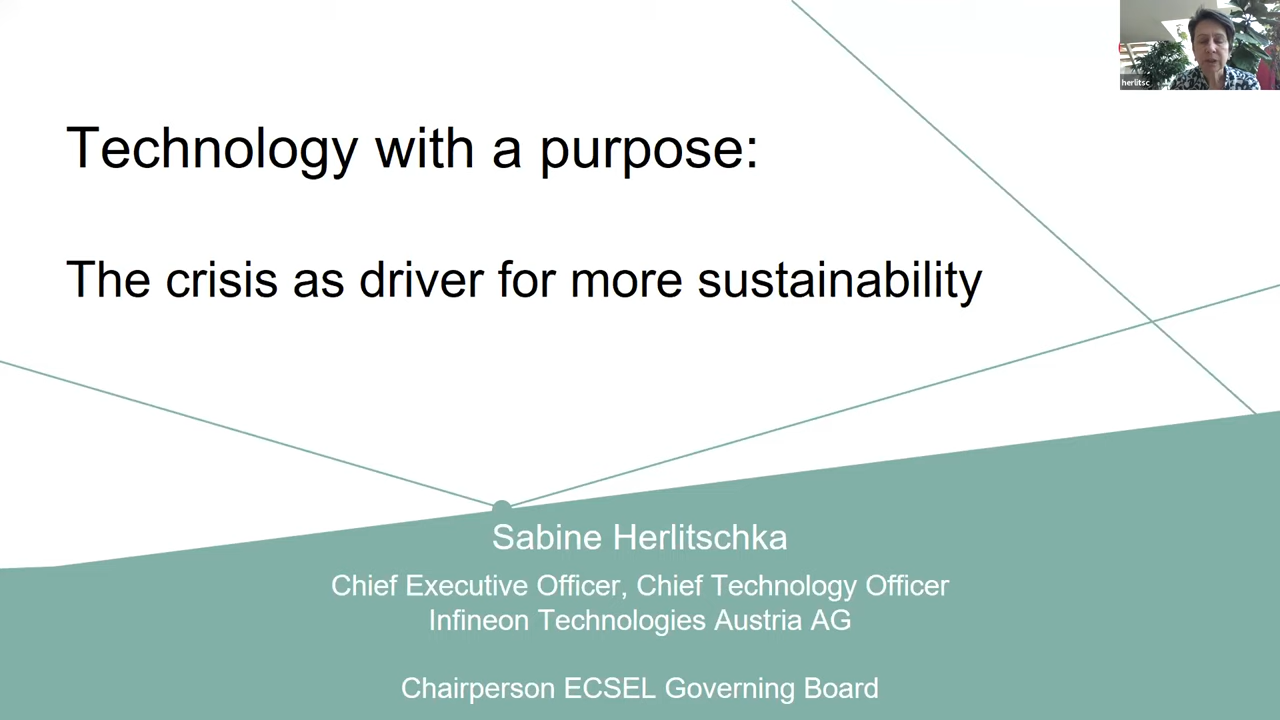 herlitsc
Technology with a purpose:
The crisis as driver for more sustainability
Sabine Herlitschka
Chief Executive Officer, Chief Technology Officer
Infineon Technologies Austria AG
Chairperson ECSEL Governing Board